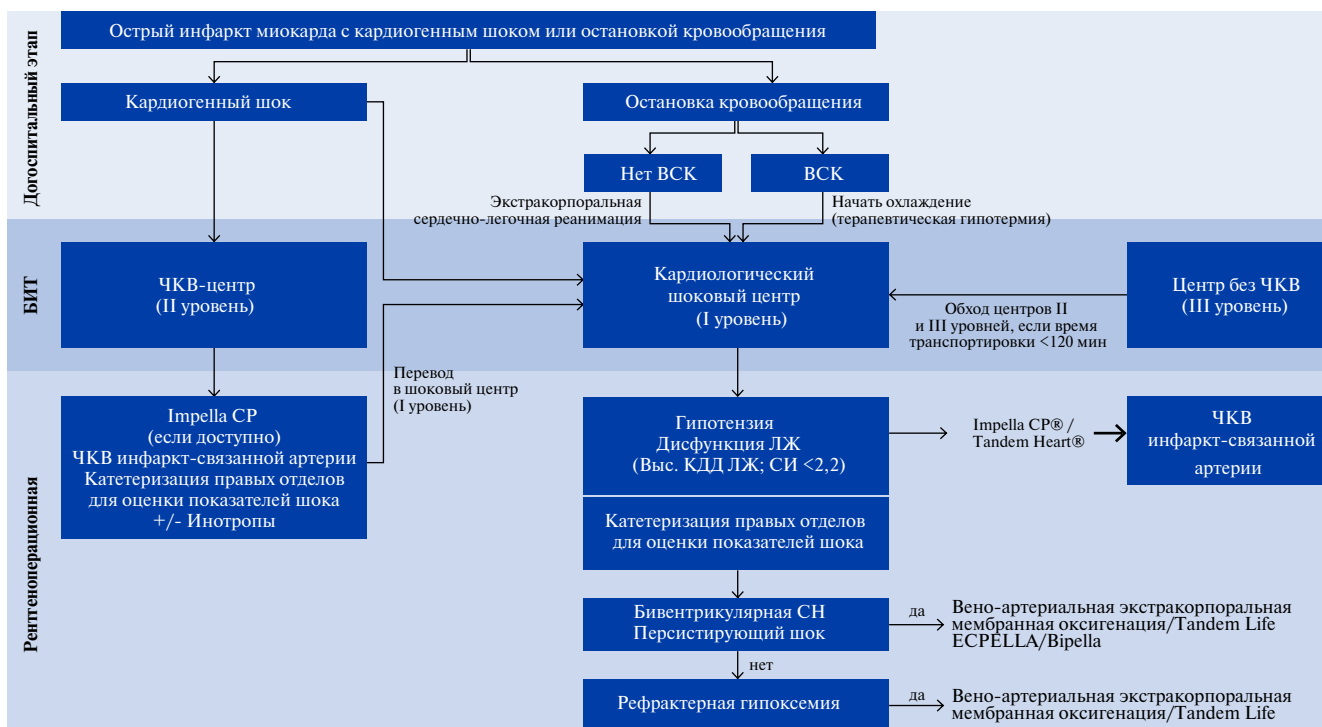 Догоспитальный этап
Острый инфаркт миокарда с кардиогенным шоком или остановкой кровообращения
Кардиогенный шок
Остановка кровообращения
Нет ВСК
ВСК
Экстракорпоральная
сердечно-легочная реанимация
Начать охлаждение
(терапевтическая гипотермия)
БИТ
ЧКВ-центр
(II уровень)
Кардиологический
шоковый центр
(I уровень)
Центр без ЧКВ
(III уровень)
Обход центров II
и III уровней, если время
транспортировки <120 мин
Рентгеноперационная
Перевод
в шоковый центр
(I уровень)
Impella CP
(если доступно)
ЧКВ инфаркт-связанной артерии
Катетеризация правых отделов
для оценки показателей шока
+/- Инотропы
Гипотензия
Дисфункция ЛЖ
(Выс. КДД ЛЖ; СИ <2,2)
Impella CP® /
Tandem Heart®
ЧКВ
инфаркт-связанной
артерии
Катетеризация правых отделов
для оценки показателей шока
Бивентрикулярная СН
Персистирующий шок
да
Вено-артериальная экстракорпоральная
мембранная оксигенация/Tandem Life
ECPELLA/Bipella
нет
Рефрактерная гипоксемия
да
Вено-артериальная экстракорпоральная
мембранная оксигенация/Tandem Life